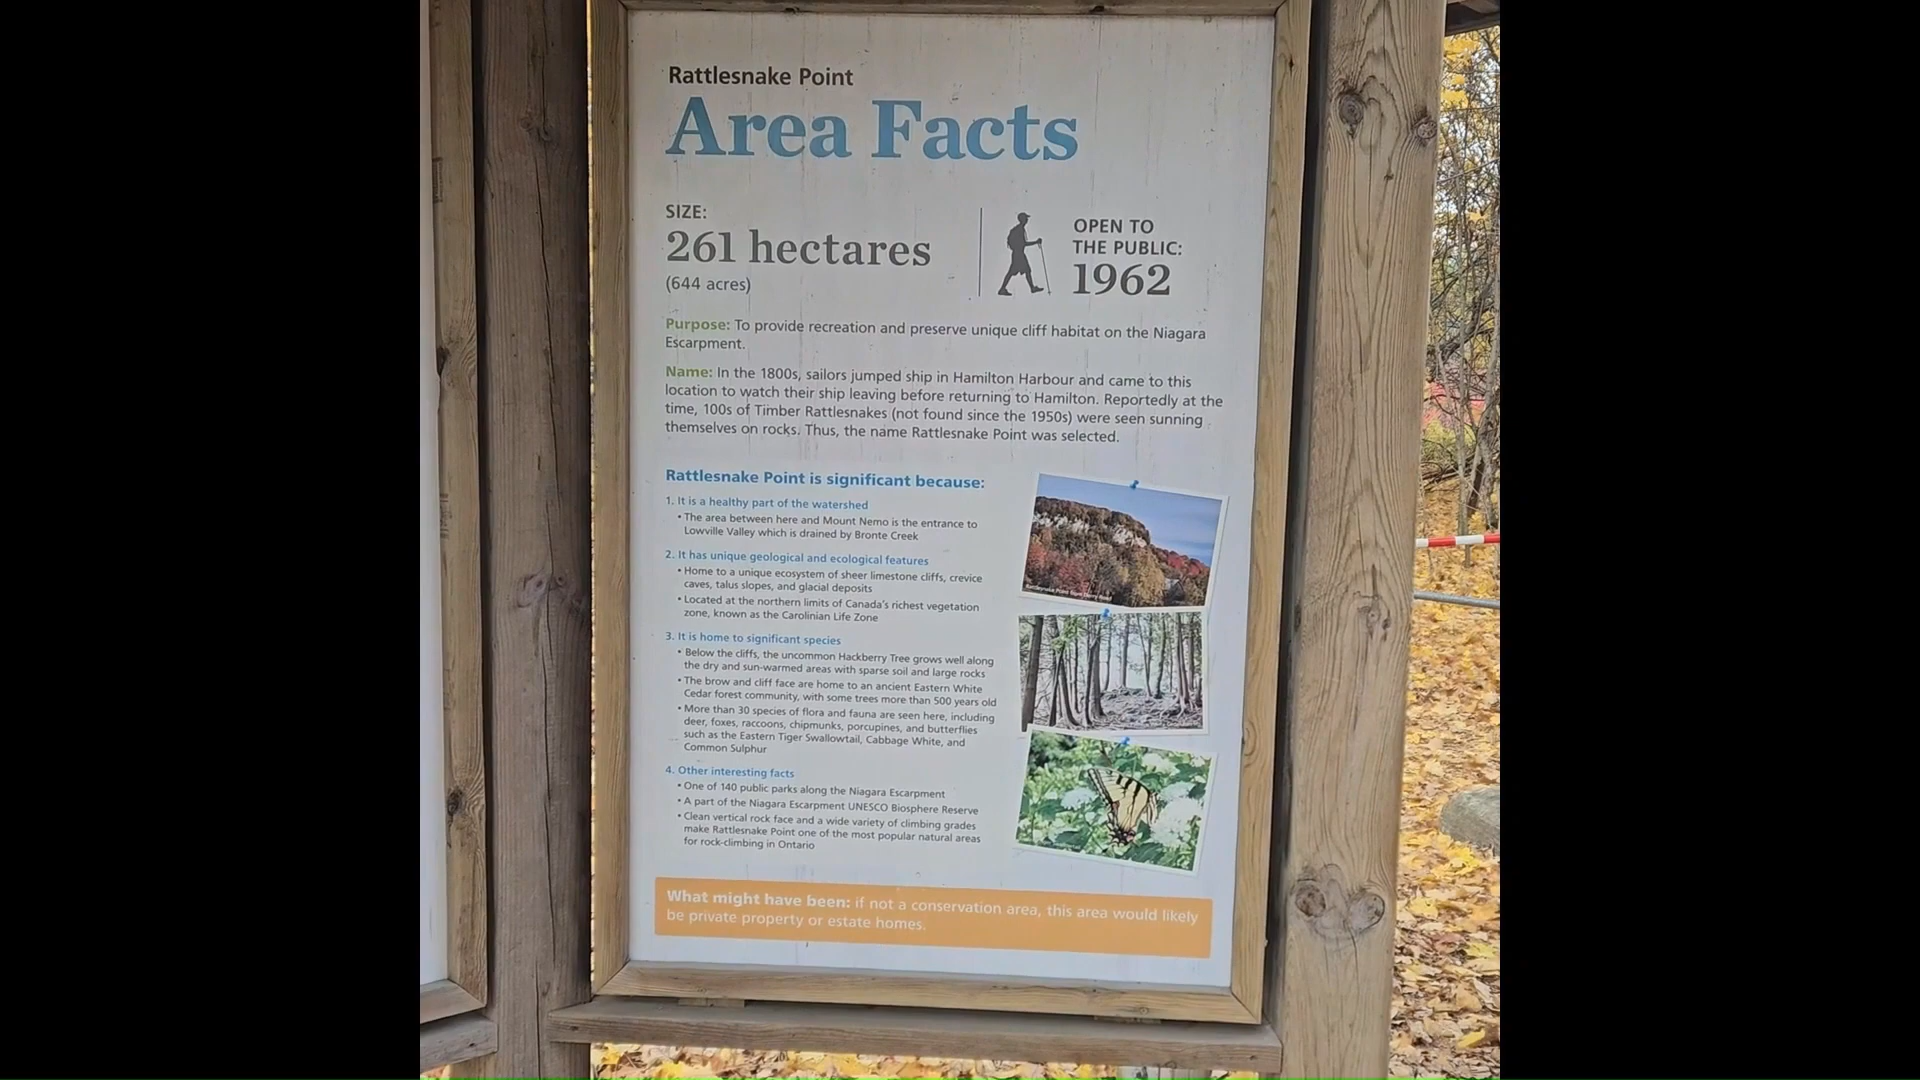 Rattlesnake Point
Area Facts
SIZE:
261 hectares
(644 acres)
OPEN TO
THE PUBLIC:
1962
Purpose: To provide recreation and preserve unique cliff habitat on the Niagara
Escarpment.
Name: In the 1800s, sailors jumped ship in Hamilton Harbour and came to this
location to watch their ship leaving before returning to Hamilton. Reportedly at the
time, 100s of Timber Rattlesnakes (not found since the 1950s) were seen sunning
themselves on rocks. Thus, the name Rattlesnake Point was selected.
Rattlesnake Point is significant because:
1. It is a healthy part of the watershed
• The area between here and Mount Nemo is the entrance to
Lowville Valley which is drained by Bronte Creek
2. It has unique geological and ecological features
• Home to a unique ecosystem of sheer limestone cliffs, crevice
caves, talus slopes, and glacial deposits
• Located at the northern limits of Canada's richest vegetation
zone, known as the Carolinian Life Zone
3. It is home to significant species
• Below the cliffs, the uncommon Hackberry Tree grows well along
the dry and sun-warmed areas with sparse soil and large rocks
• The brow and cliff face are home to an ancient Eastern White
Cedar forest community, with some trees more than 500 years old
• More than 30 species of flora and fauna are seen here, including
deer, foxes, raccoons, chipmunks, porcupines, and butterflies
such as the Eastern Tiger Swallowtail, Cabbage White, and
Common Sulphur
4. Other interesting facts
• One of 140 public parks along the Niagara Escarpment
• A part of the Niagara Escarpment UNESCO Biosphere Reserve
• Clean vertical rock face and a wide variety of climbing grades
make Rattlesnake Point one of the most popular natural areas
for rock-climbing in Ontario
Rattlesnake Point from
What might have been: if not a conservation area, this area would likely
be private property or estate homes.